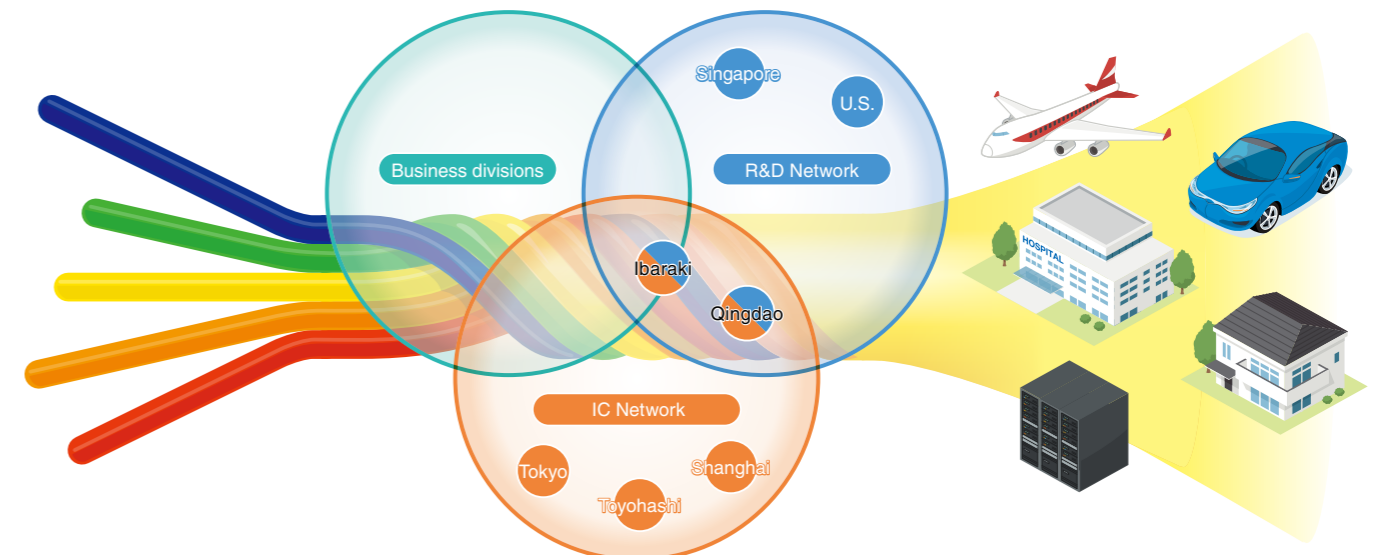 Singapore
U.S.
Business divisions
R&D Network
HOSPITAL
Ibaraki
Qingdao
IC Network
Tokyo
Shanghai
Toyohashi